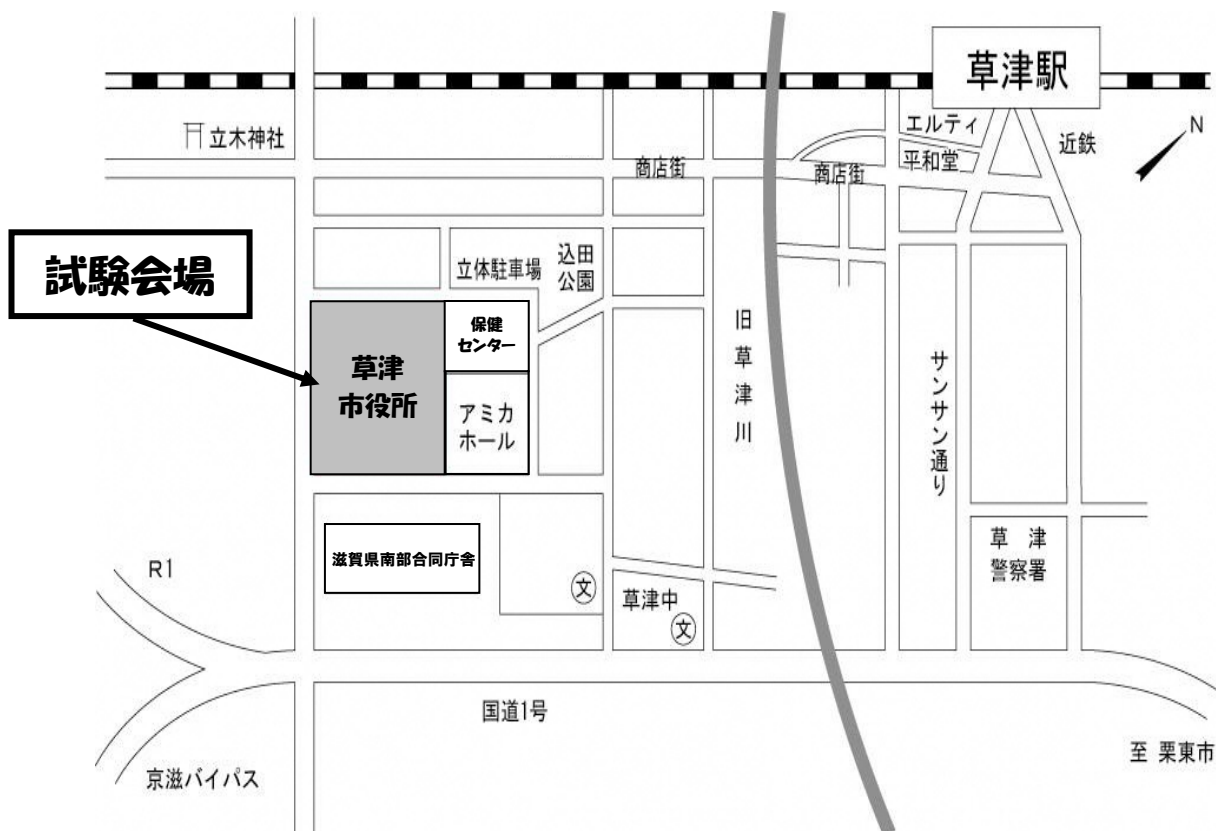 草津駅
N
エルティ
近鉄
立木神社
平和堂
商店街
商店街
試験会場
立体駐車場
込田
公園
保健
センター
旧草津川
草津
市役所
アミカ
ホール
サンサン通り
滋賀県南部合同庁舎
草津
警察署
R1
文
草津中
文
国道1号
至 栗東市
京滋バイパス